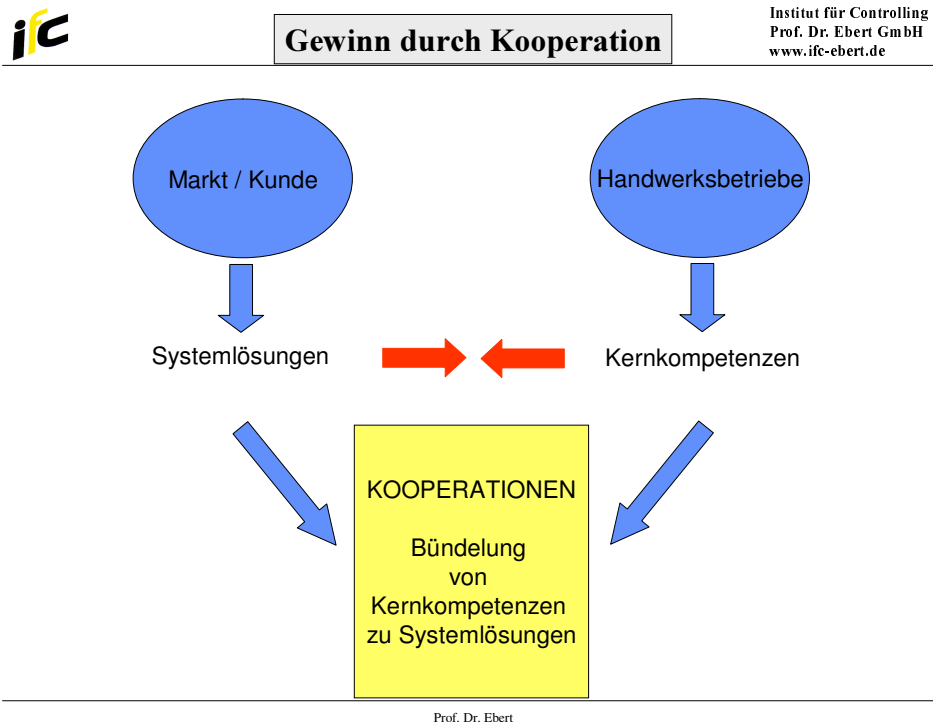 ifc
Gewinn durch Kooperation
Institut für Controlling
Prof. Dr. Ebert GmbH
www.ifc-ebert.de
Markt / Kunde
Handwerksbetriebe
Systemlösungen
Kernkompetenzen
KOOPERATIONEN
Bündelung
von
Kernkompetenzen
zu Systemlösungen
Prof. Dr. Ebert